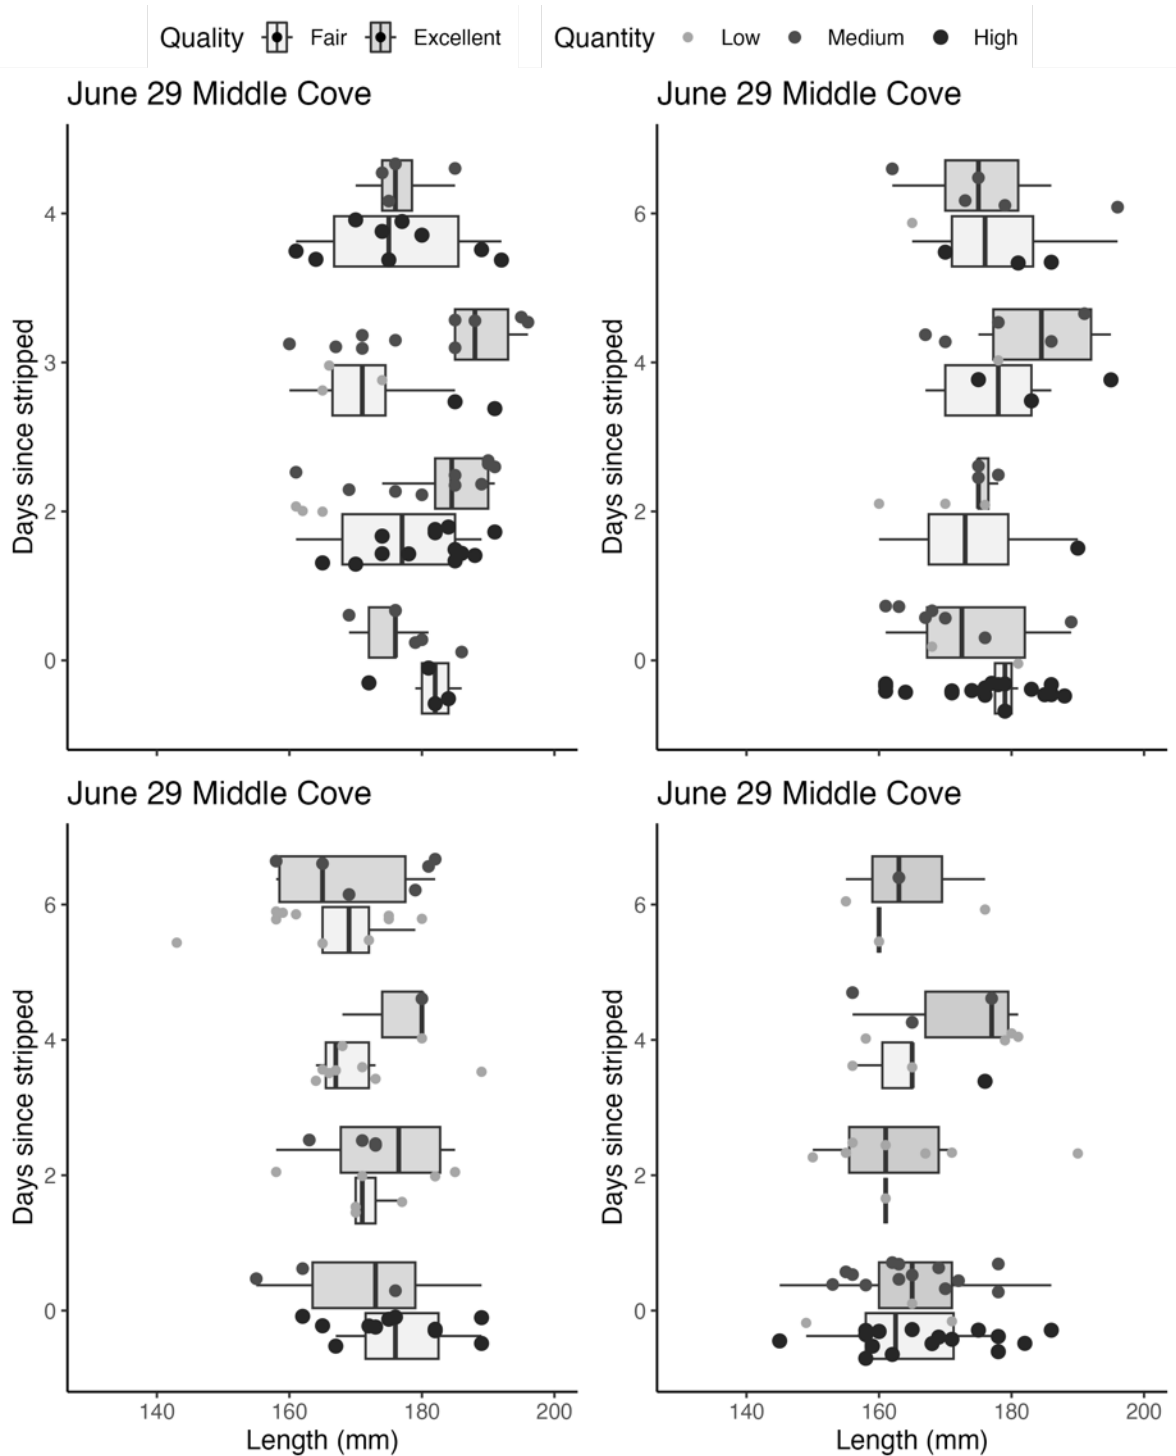 Quality Fair Excellent Quantity Low Medium High
June 29 Middle Cove
Days since stripped
4
3
2
0
June 29 Middle Cove
Days since stripped
6
4
2
0
June 29 Middle Cove
Days since stripped
6
4
2
0
140 160 180 200
Length (mm)
June 29 Middle Cove
Days since stripped
6
4
2
0
140 160 180 200
Length (mm)